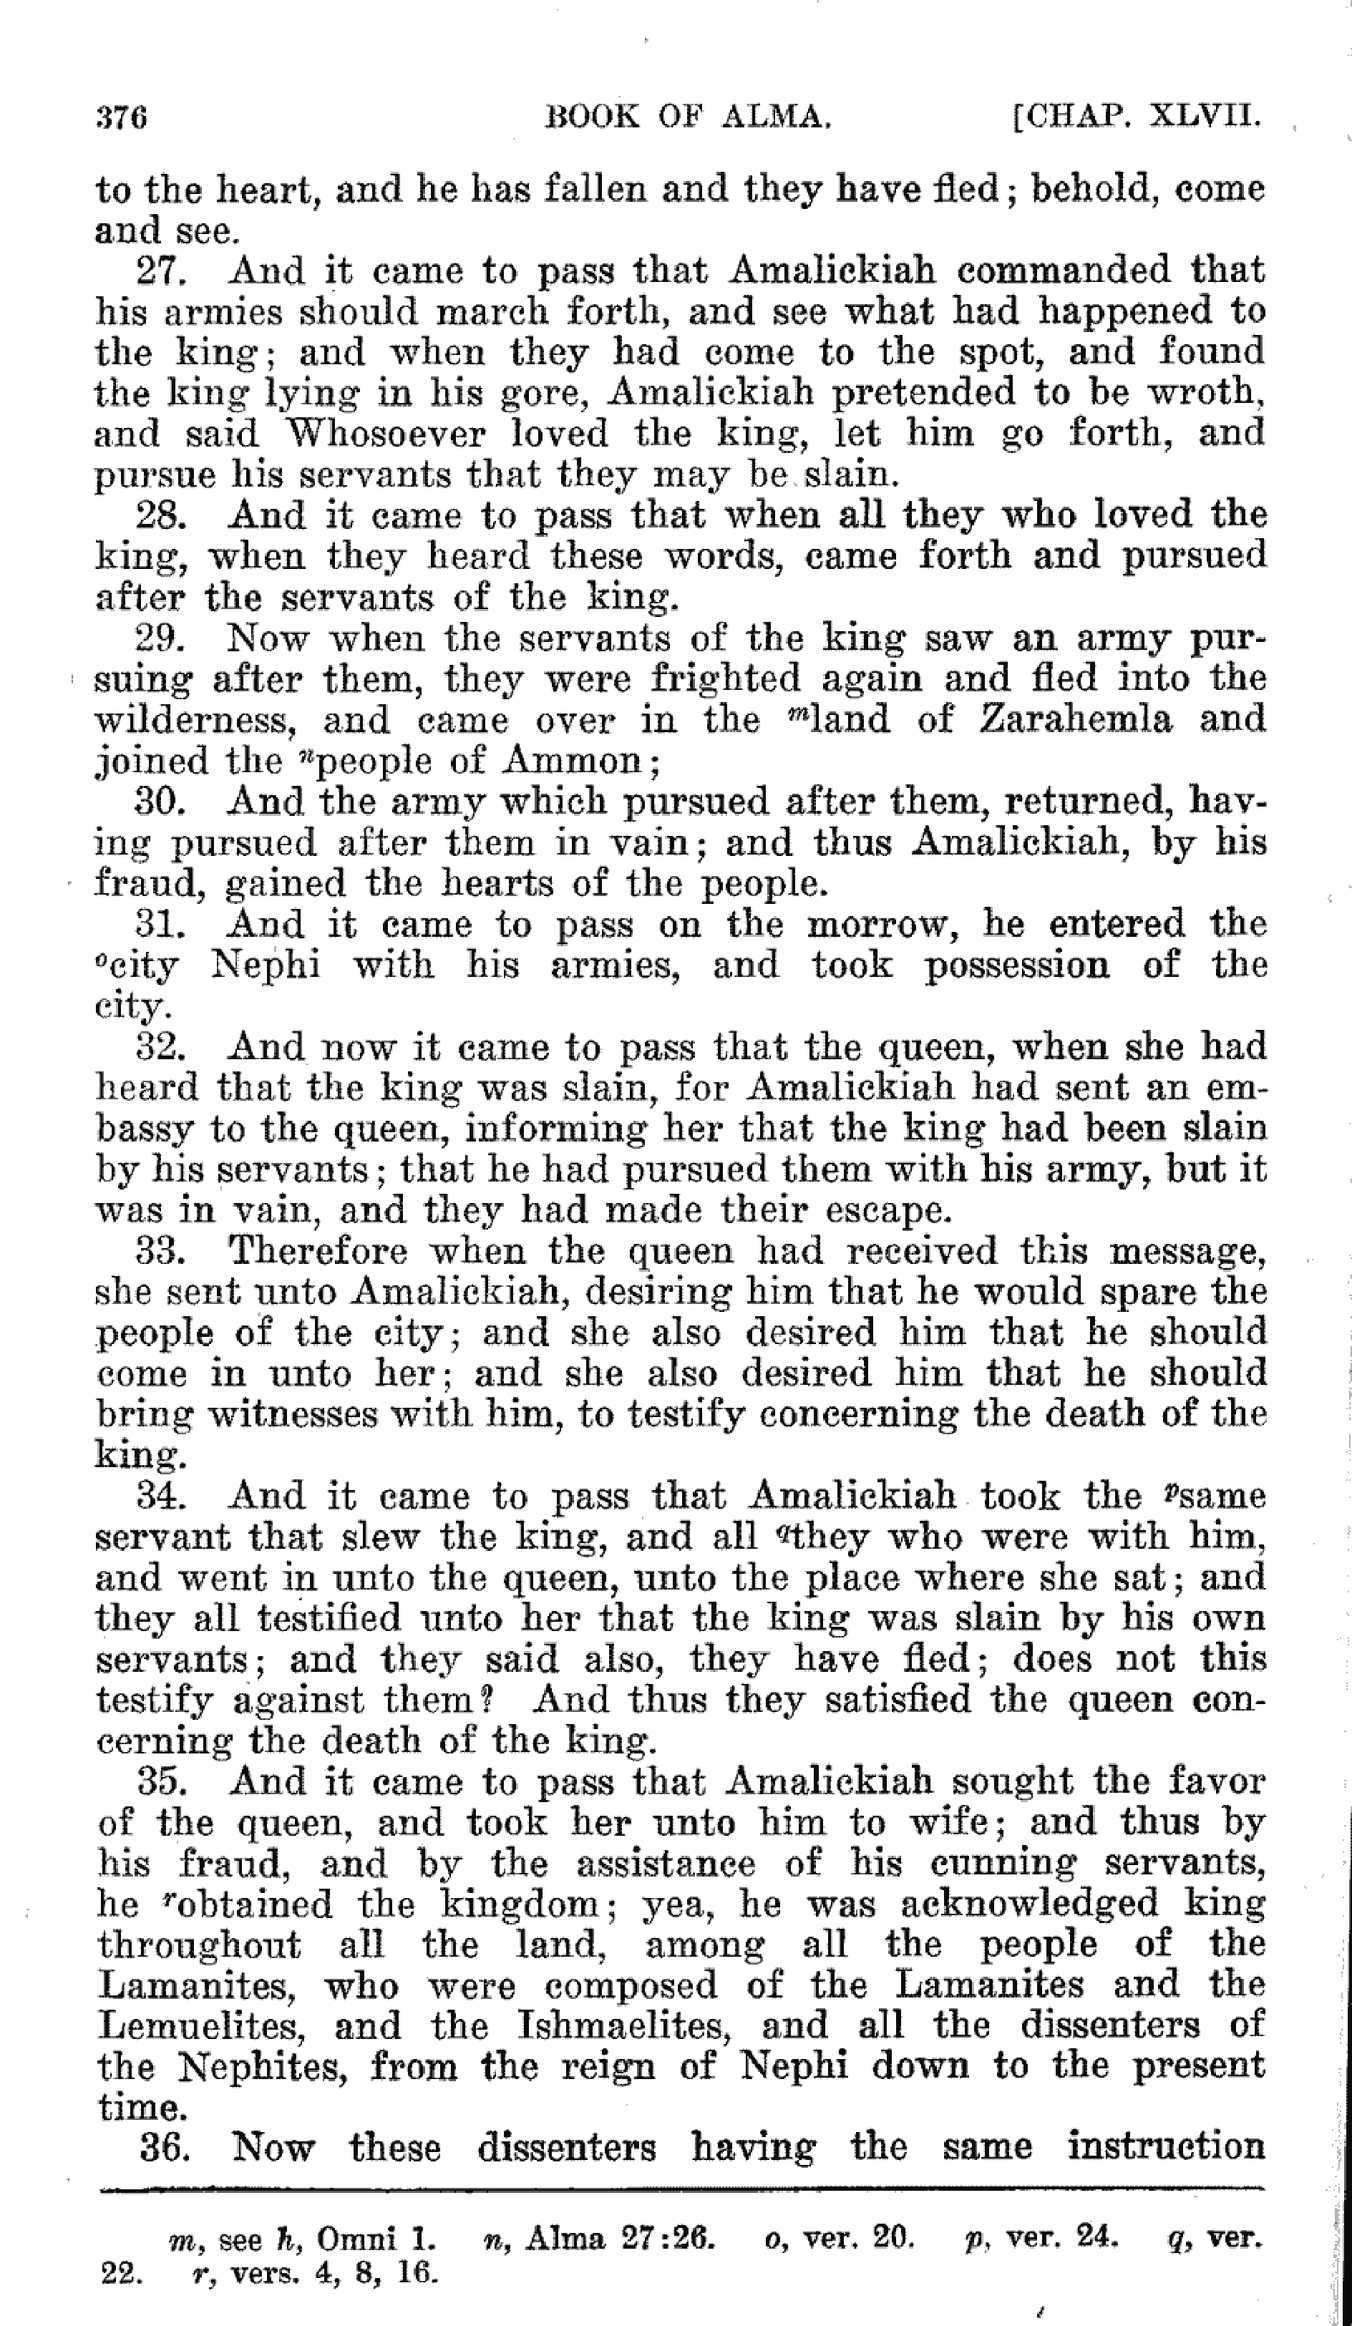 376 BOOK OF ALMA. [CHAP. XLVII.
to the heart, and he has fallen and they have fled; behold, come
and see.
27. And it came to pass that Amalickiah commanded that
his armies should march forth, and see what had happened to
the king; and when they had come to the spot, and found
the king lying in his gore, Amalickiah pretended to be wroth,
and said Whosoever loved the king, let him go forth, and
pursue his servants that they may be slain.
28. And it came to pass that when all they who loved the
king, when they heard these words, came forth and pursued
after the servants of the king.
29. Now when the servants of the king saw an army pur-
suing after them, they were frighted again and fled into the
wilderness, and came over in the mland of Zarahemla and
joined the npeople of Ammon;
30. And the army which pursued after them, returned, hav-
ing pursued after them in vain; and thus Amalickiah, by his
fraud, gained the hearts of the people.
31. And it came to pass on the morrow, he entered the
ocity Nephi with his armies, and took possession of the
city.
32. And now it came to pass that the queen, when she had
heard that the king was slain, for Amalickiah had sent an em-
bassy to the queen, informing her that the king had been slain
by his servants; that he had pursued them with his army, but it
was in vain, and they had made their escape.
33. Therefore when the queen had received this message,
she sent unto Amalickiah, desiring him that he would spare the
people of the city; and she also desired him that he should
come in unto her; and she also desired him that he should
bring witnesses with him, to testify concerning the death of the
king.
34. And it came to pass that Amalickiah took the psame
servant that slew the king, and all qthey who were with him,
and went in unto the queen, unto the place where she sat; and
they all testified unto her that the king was slain by his own
servants; and they said also, they have fled; does not this
testify against them? And thus they satisfied the queen con-
cerning the death of the king.
35. And it came to pass that Amalickiah sought the favor
of the queen, and took her unto him to wife; and thus by
his fraud, and by the assistance of his cunning servants,
he robtained the kingdom; yea, he was acknowledged king
throughout all the land, among all the people of the
Lamanites, who were composed of the Lamanites and the
Lemuelites, and the Ishmaelites, and all the dissenters of
the Nephites, from the reign of Nephi down to the present
time.
36. Now these dissenters having the same instruction
m, see h, Omni 1. n, Alma 27:26. o, ver. 20. p, ver. 24. q, ver.
22. r, vers. 4, 8, 16.